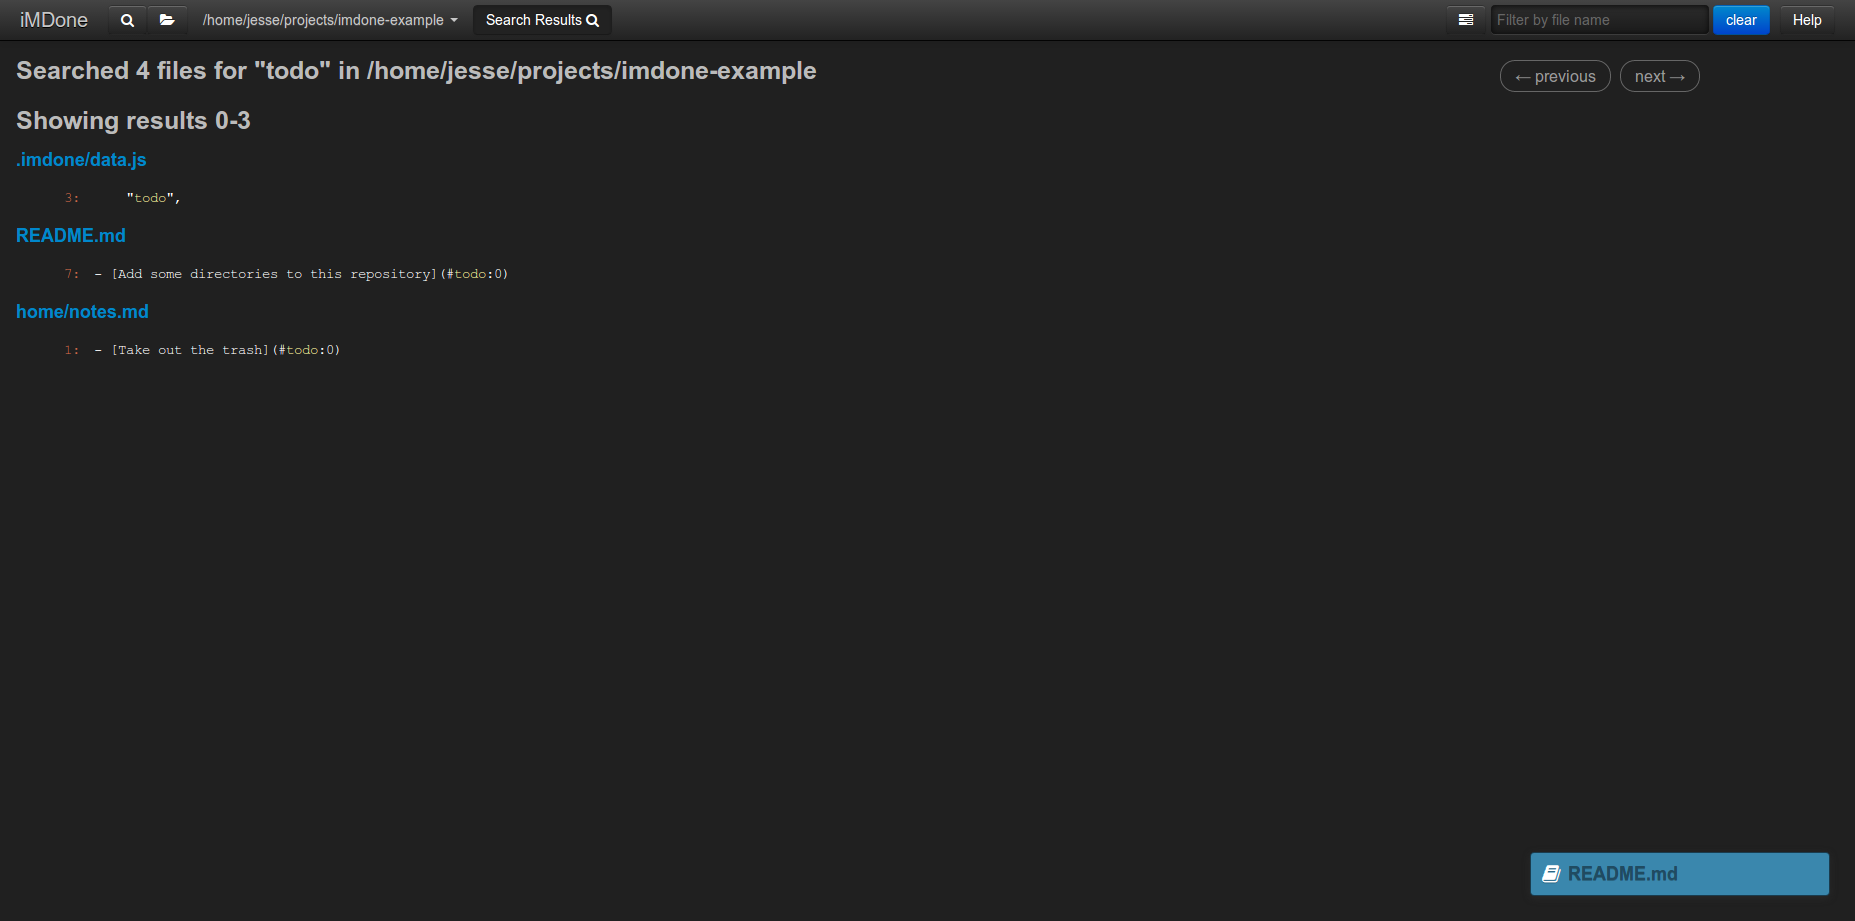 iMDone /home/jesse/projects/imdone-example Search Results Filter by file name clear Help
Searched 4 files for "todo" in /home/jesse/projects/imdone-example
← previous next →
Showing results 0-3
.imdone/data.js
3: "todo",
README.md
7: - [Add some directories to this repository](#todo:0)
home/notes.md
1: - [Take out the trash](#todo:0)
README.md